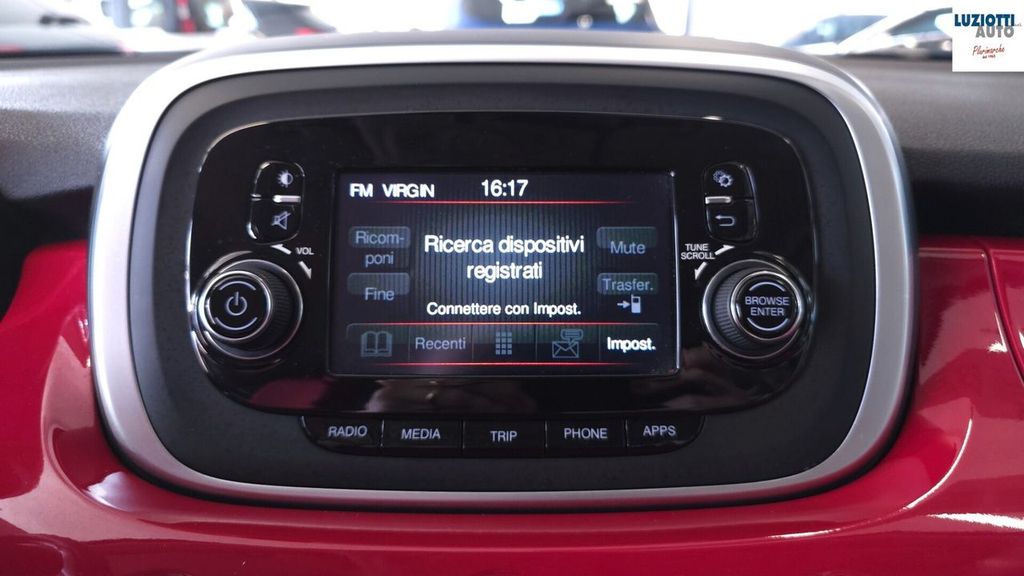 LUZIOTTI
AUTO
Plurimarche
FM VIRGIN 16:17
Ricom-
poni
Ricerca dispositivi
registrati
Mute
Fine
Trasfer.
Connettere con Impost.
Recenti
Impost.
VOL
TUNE
SCROLL
BROWSE
ENTER
RADIO MEDIA TRIP PHONE APPS